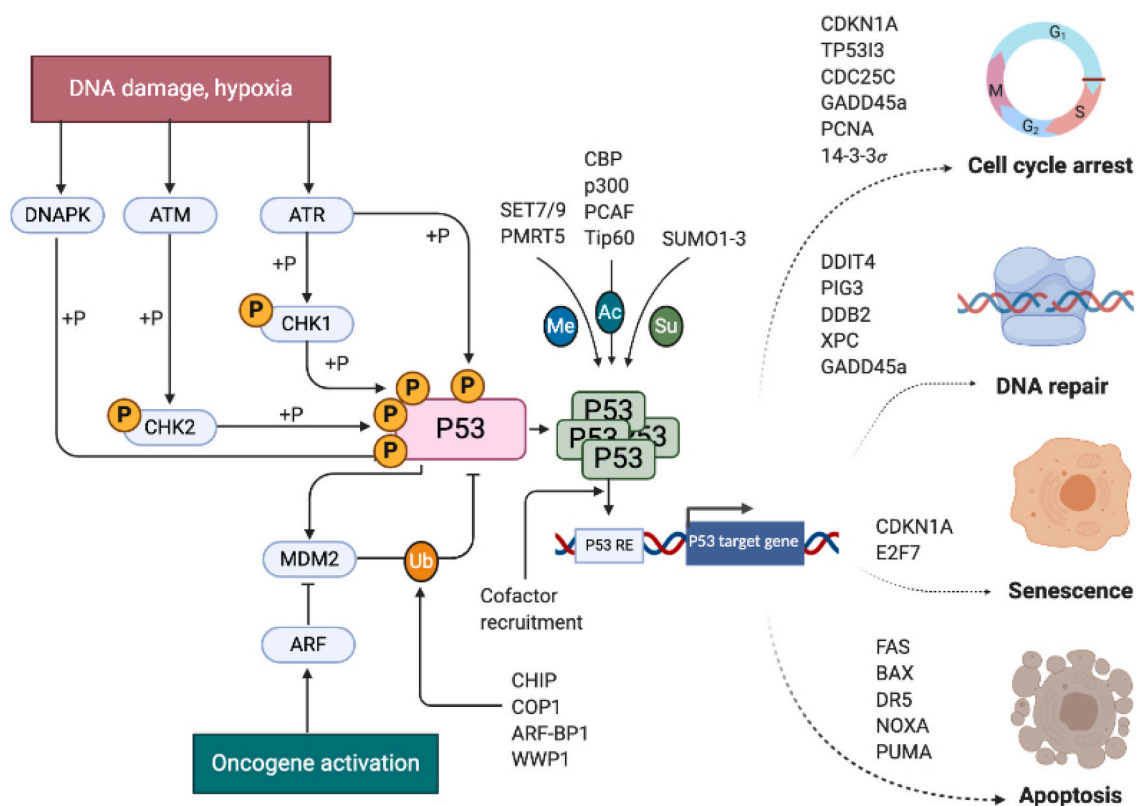 DNA damage, hypoxia
DNAPK
ATM
ATR
+P
+P
+P
+P
P
CHK1
+P
P
CHK2
+P
P
P
P
P
P53
MDM2
Ub
ARF
Oncogene activation
CHIP
COP1
ARF-BP1
WWP1
SET7/9
PMRT5
CBP
p300
PCAF
Tip60
SUMO1-3
Me
Ac
Su
P53
P53
P53
P53
Cofactor
recruitment
P53 RE
P53 target gene
CDKN1A
TP53I3
CDC25C
GADD45a
PCNA
14-3-3σ
G1
M
G2
S
Cell cycle arrest
DDIT4
PIG3
DDB2
XPC
GADD45a
DNA repair
CDKN1A
E2F7
Senescence
FAS
BAX
DR5
NOXA
PUMA
Apoptosis